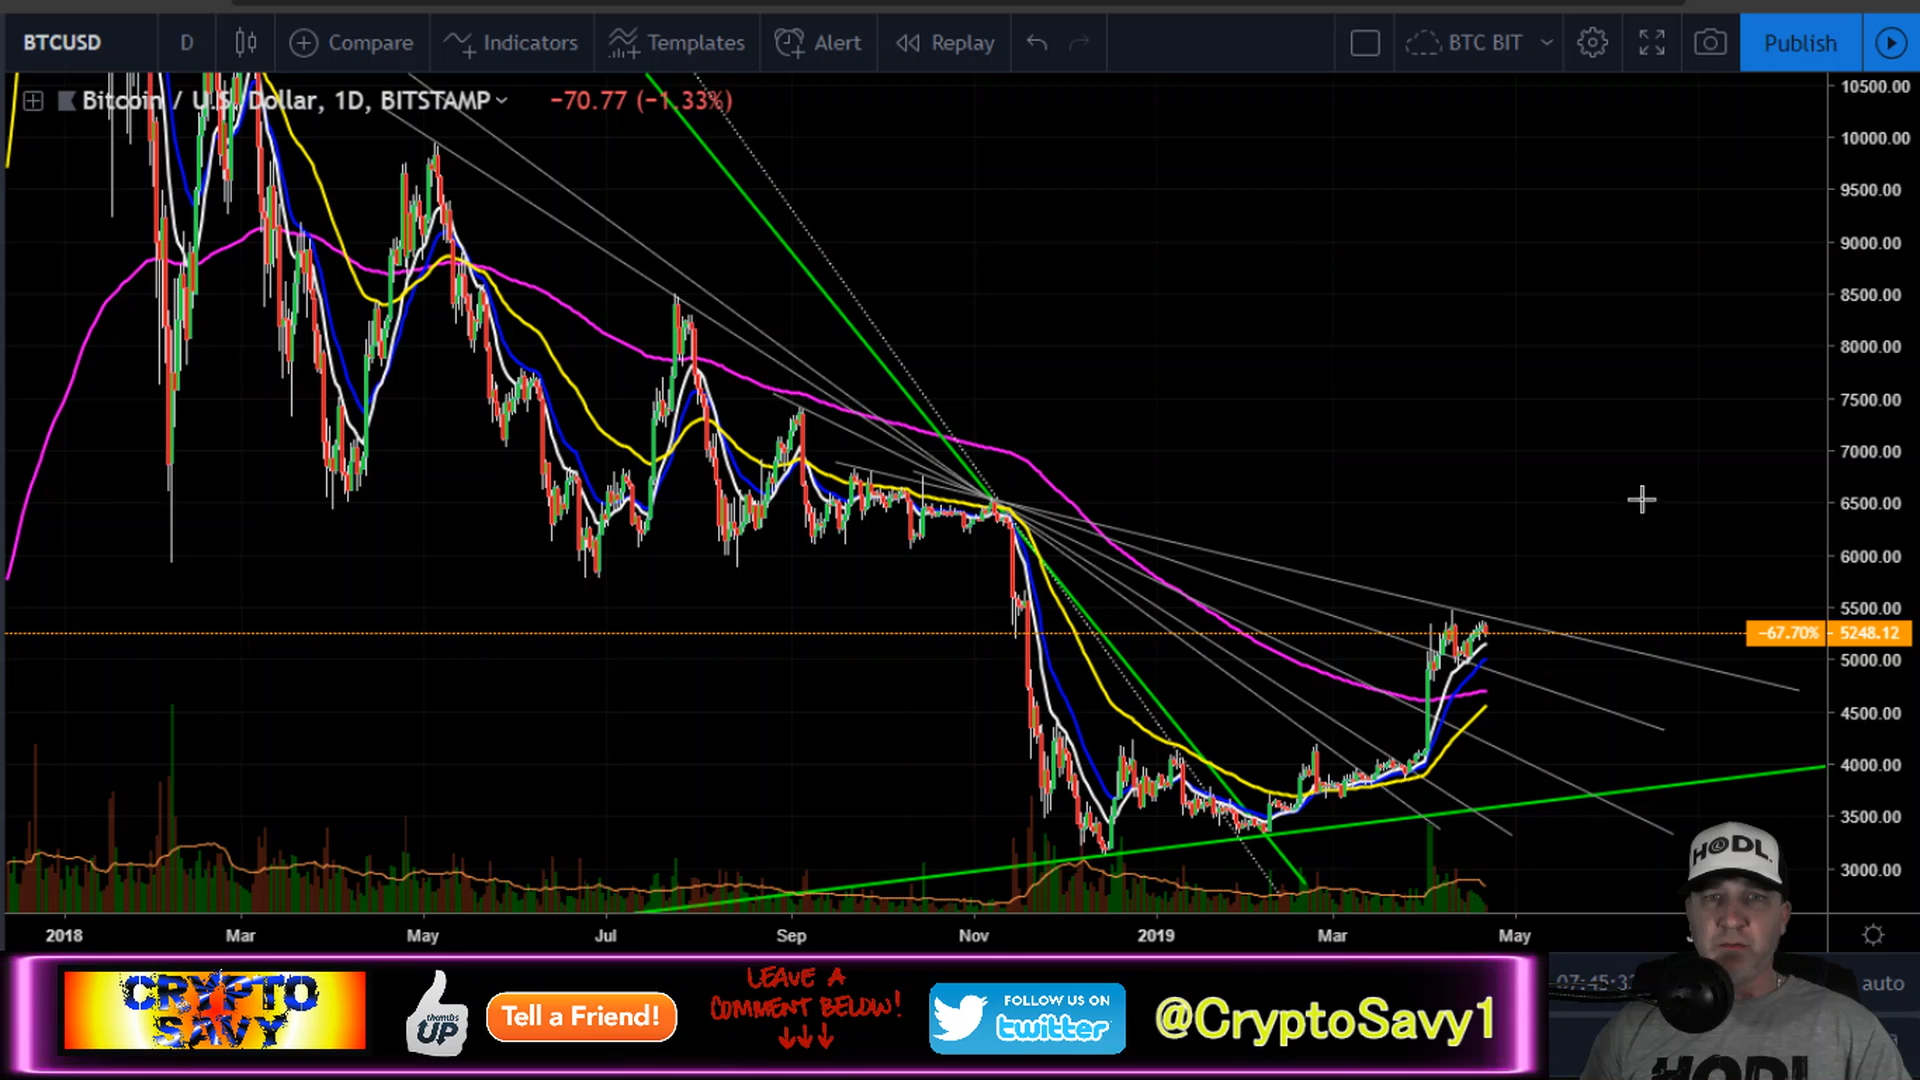 BTCUSD
D
Compare
Indicators
Templates
Alert
Replay
BTC BIT
Publish
Bitcoin / U.S. Dollar, 1D, BITSTAMP
−70.77 (−1.33%)
10500.00
10000.00
9500.00
9000.00
8500.00
8000.00
7500.00
7000.00
6500.00
6000.00
5500.00
−67.70%
5248.12
5000.00
4500.00
4000.00
3500.00
3000.00
2018
Mar
May
Jul
Sep
Nov
2019
Mar
May
HODL.
HODL
auto
CRYPTO
SAVY
thumbs
UP
Tell a Friend!
LEAVE A
COMMENT BELOW!
FOLLOW US ON
twitter
@CryptoSavy1